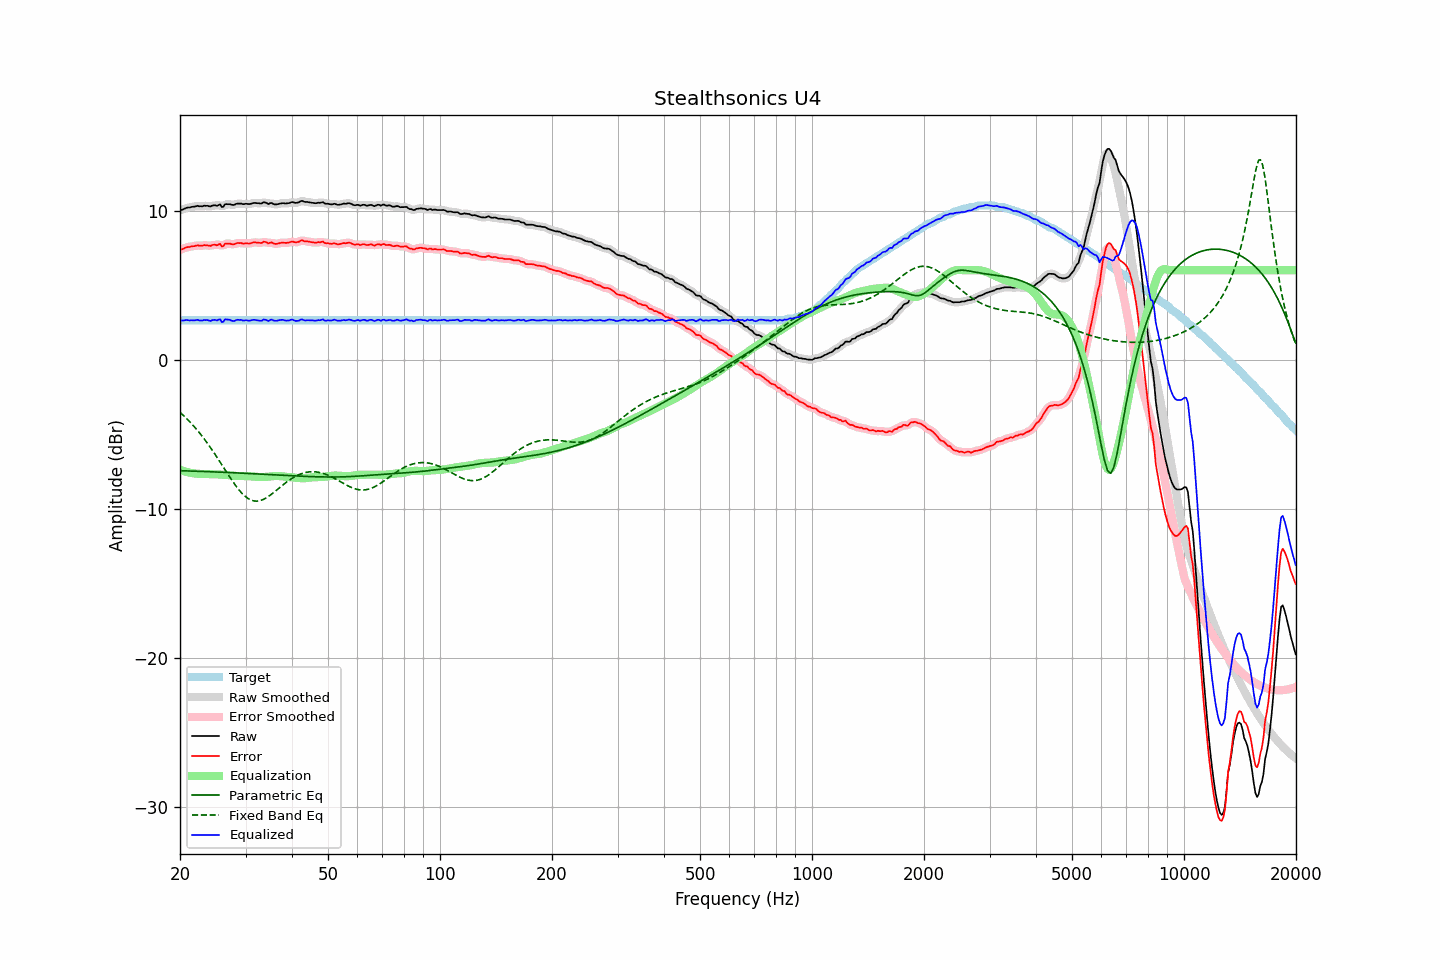 Stealthsonics U4
Amplitude (dBr)
10
0
−10
−20
−30
Target
Raw Smoothed
Error Smoothed
Raw
Error
Equalization
Parametric Eq
Fixed Band Eq
Equalized
20 50 100 200 500 1000 2000 5000 10000 20000
Frequency (Hz)